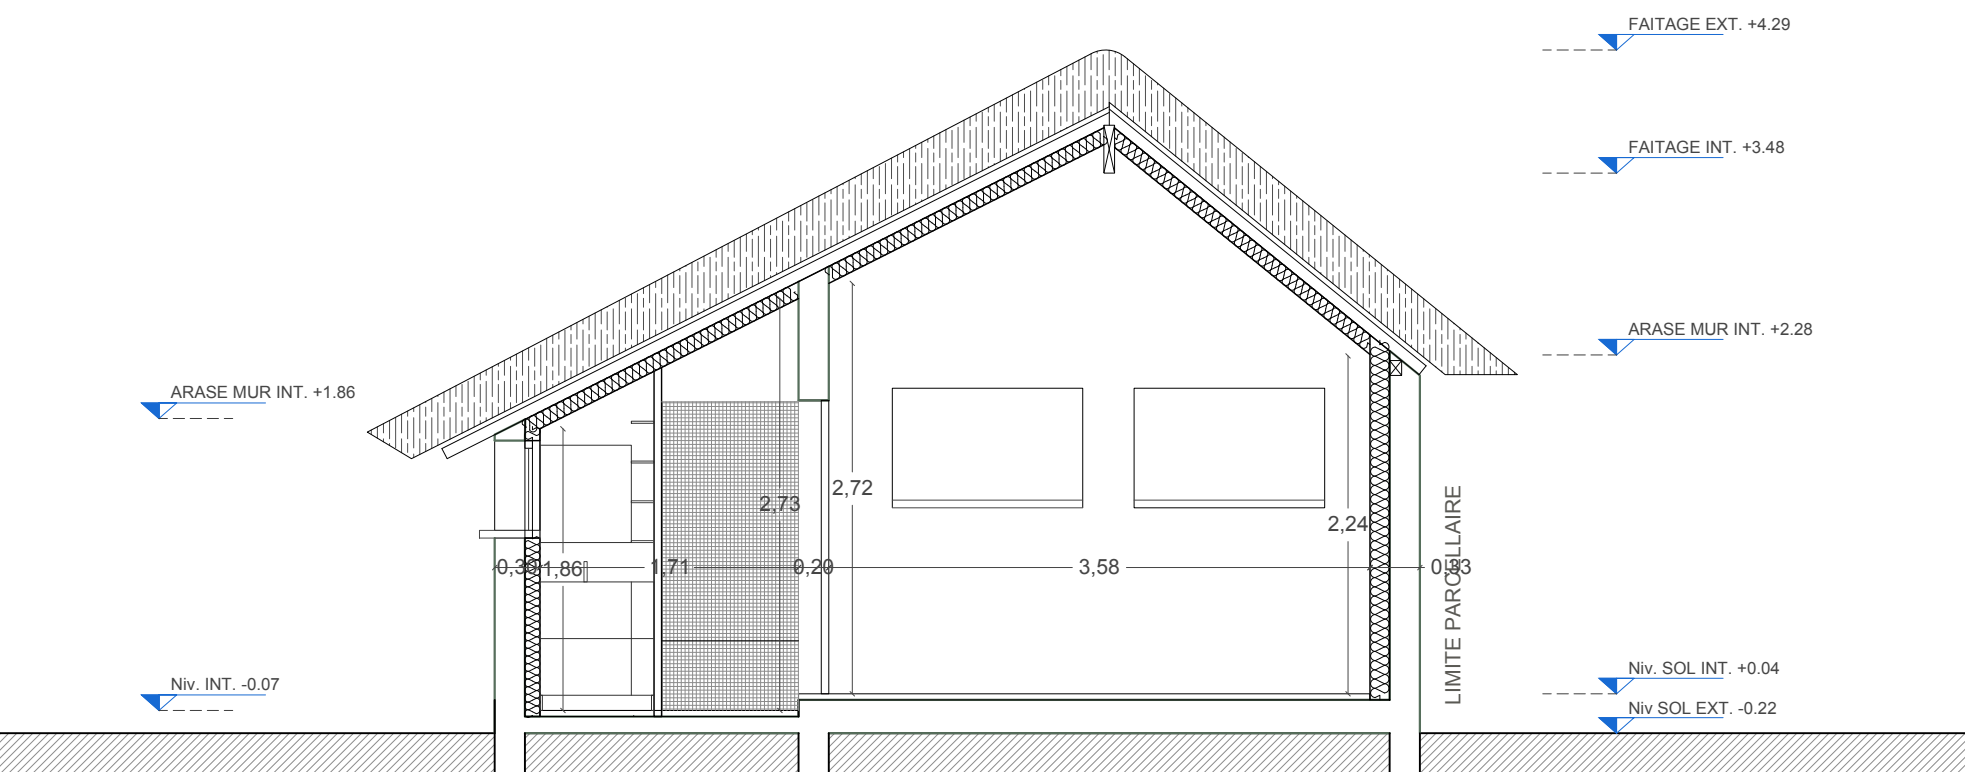 FAITAGE EXT. +4.29
FAITAGE INT. +3.48
ARASE MUR INT. +2.28
ARASE MUR INT. +1.86
2,72
2,73
2,24
0,30
1,86
1,71
0,20
3,58
0,33
LIMITE PARCELLAIRE
Niv. SOL INT. +0.04
Niv. INT. -0.07
Niv SOL EXT. -0.22